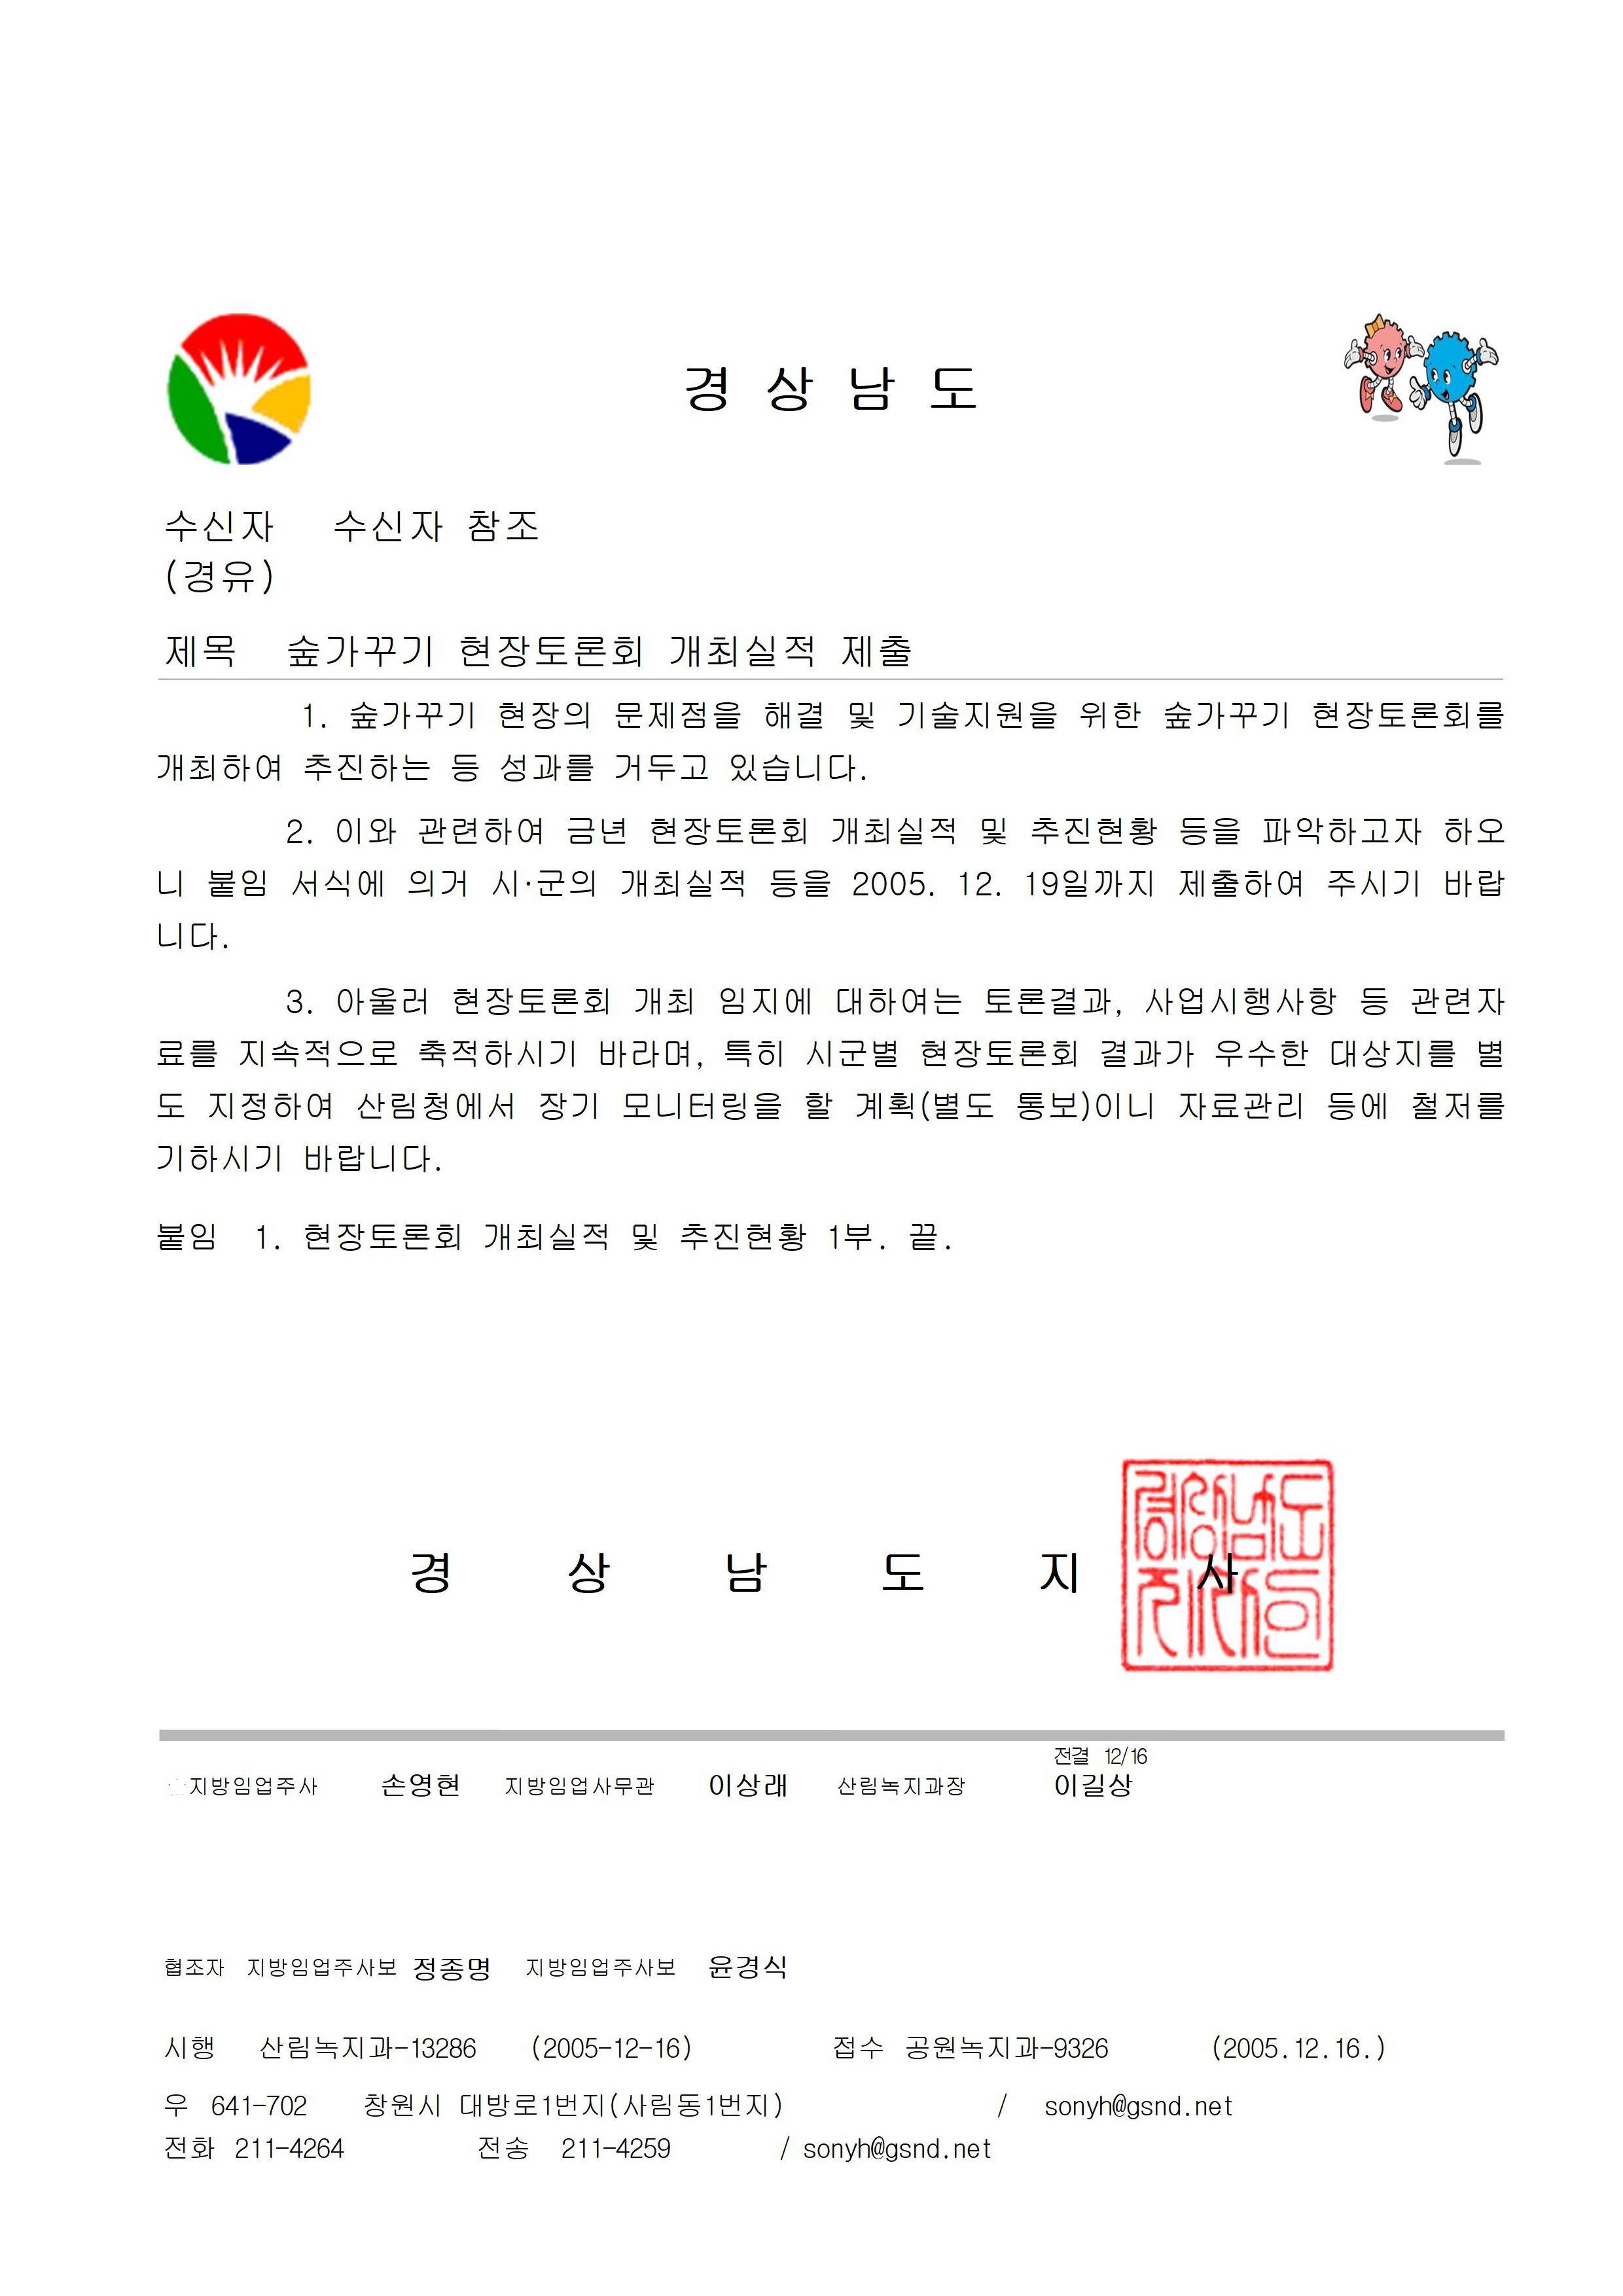 경 상 남 도
수신자 수신자 참조
(경유)
제목 숲가꾸기 현장토론회 개최실적 제출
1. 숲가꾸기 현장의 문제점을 해결 및 기술지원을 위한 숲가꾸기 현장토론회를
개최하여 추진하는 등 성과를 거두고 있습니다.
2. 이와 관련하여 금년 현장토론회 개최실적 및 추진현황 등을 파악하고자 하오
니 붙임 서식에 의거 시·군의 개최실적 등을 2005. 12. 19일까지 제출하여 주시기 바랍
니다.
3. 아울러 현장토론회 개최 임지에 대하여는 토론결과, 사업시행사항 등 관련자
료를 지속적으로 축적하시기 바라며, 특히 시군별 현장토론회 결과가 우수한 대상지를 별
도 지정하여 산림청에서 장기 모니터링을 할 계획(별도 통보)이니 자료관리 등에 철저를
기하시기 바랍니다.
붙임 1. 현장토론회 개최실적 및 추진현황 1부. 끝.
경 상 남 도 지 사
전결 12/16
지방임업주사 손영현 지방임업사무관 이상래 산림녹지과장 이길상
협조자 지방임업주사보 정종명 지방임업주사보 윤경식
시행 산림녹지과-13286 (2005-12-16) 접수 공원녹지과-9326 (2005.12.16.)
우 641-702 창원시 대방로1번지(사림동1번지) / sonyh@gsnd.net
전화 211-4264 전송 211-4259 / sonyh@gsnd.net